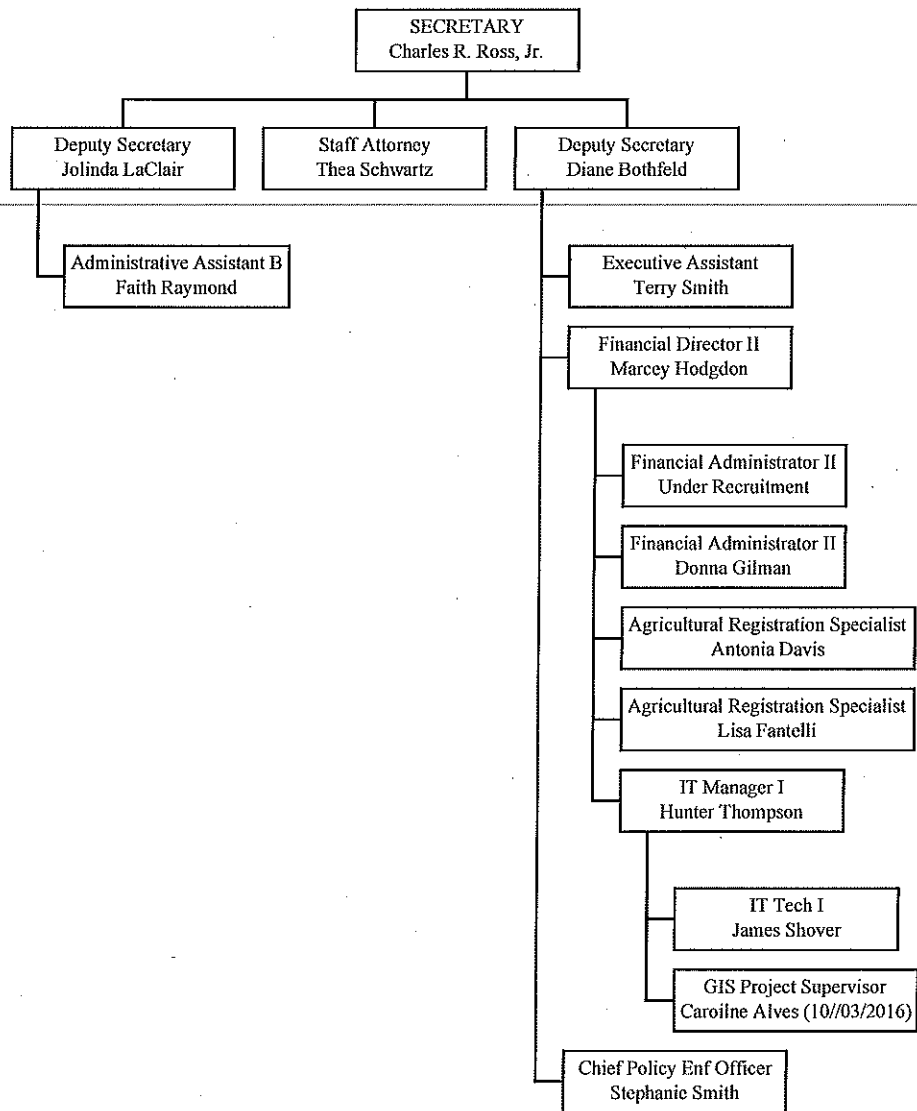 SECRETARY
Charles R. Ross, Jr.
Deputy Secretary
Jolinda LaClair
Staff Attorney
Thea Schwartz
Deputy Secretary
Diane Bothfeld
Administrative Assistant B
Faith Raymond
Executive Assistant
Terry Smith
Financial Director II
Marcey Hodgdon
Financial Administrator II
Under Recruitment
Financial Administrator II
Donna Gilman
Agricultural Registration Specialist
Antonia Davis
Agricultural Registration Specialist
Lisa Fantelli
IT Manager I
Hunter Thompson
IT Tech I
James Shover
GIS Project Supervisor
Caroilne Alves (10//03/2016)
Chief Policy Enf Officer
Stephanie Smith